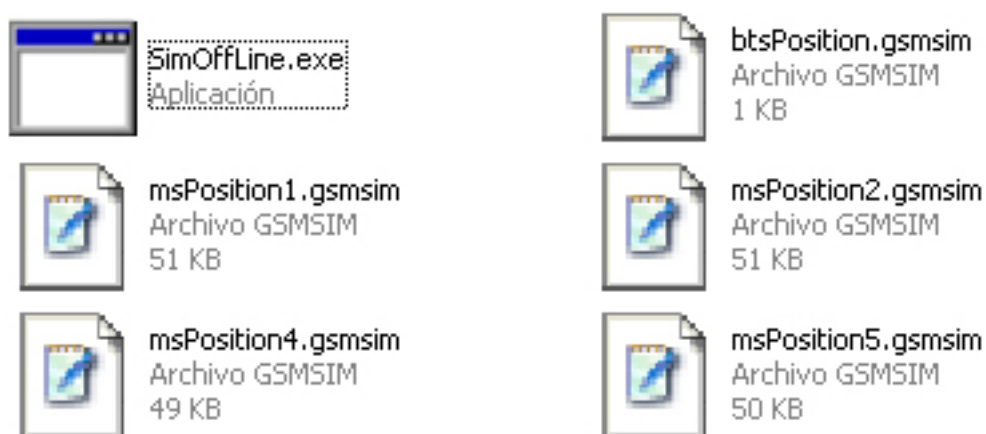 SimOffLine.exe
Aplicación
btsPosition.gsmsim
Archivo GSMSIM
1 KB
msPosition1.gsmsim
Archivo GSMSIM
51 KB
msPosition2.gsmsim
Archivo GSMSIM
51 KB
msPosition4.gsmsim
Archivo GSMSIM
49 KB
msPosition5.gsmsim
Archivo GSMSIM
50 KB